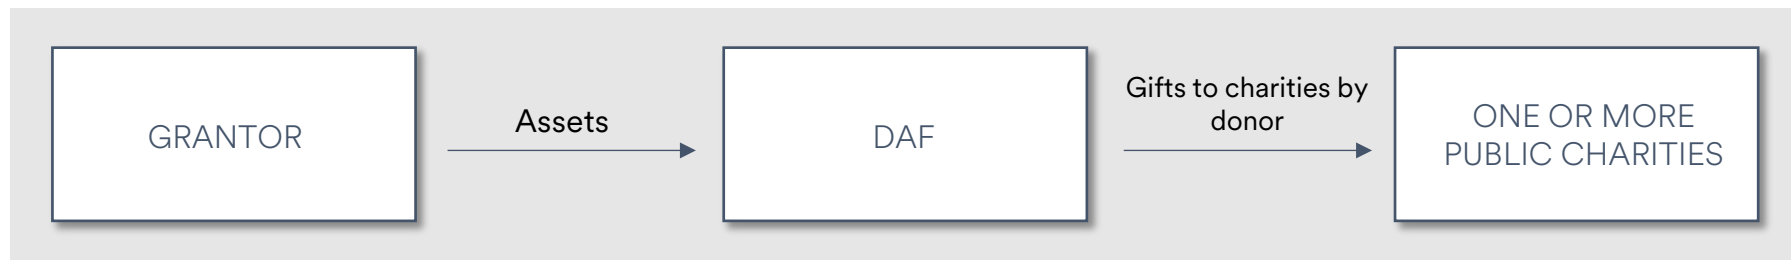 GRANTOR
Assets
DAF
Gifts to charities by
donor
ONE OR MORE
PUBLIC CHARITIES